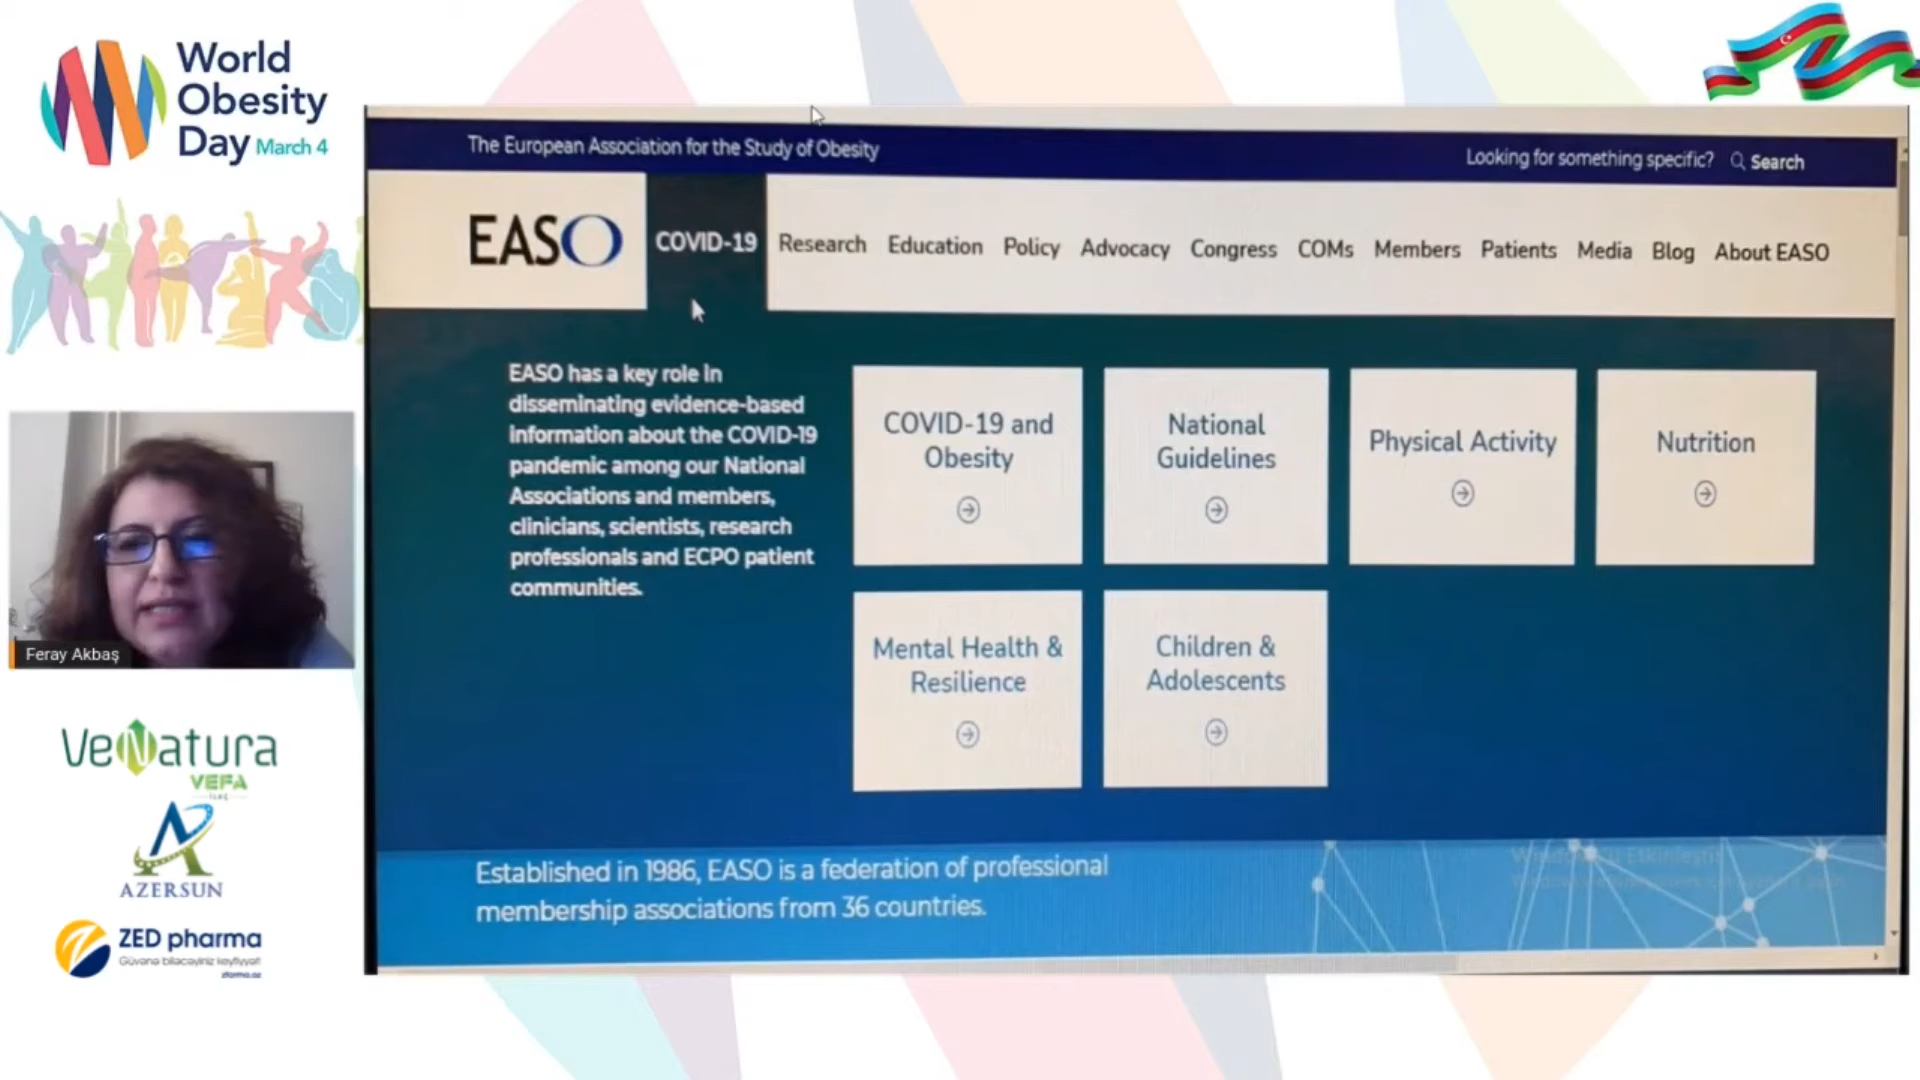 World
Obesity
Day March 4
The European Association for the Study of Obesity
Looking for something specific? Search
EASO
COVID-19 Research Education Policy Advocacy Congress COMs Members Patients Media Blog About EASO
EASO has a key role in
disseminating evidence-based
information about the COVID-19
pandemic among our National
Associations and members,
clinicians, scientists, research
professionals and ECPO patient
communities.
COVID-19 and
Obesity
National
Guidelines
Physical Activity
Nutrition
Mental Health &
Resilience
Children &
Adolescents
Established in 1986, EASO is a federation of professional
membership associations from 36 countries.
Feray Akbaş
VeNatura
VEFA
AZERSUN
ZED pharma
Güvənə biləcəyiniz keyfiyyət!